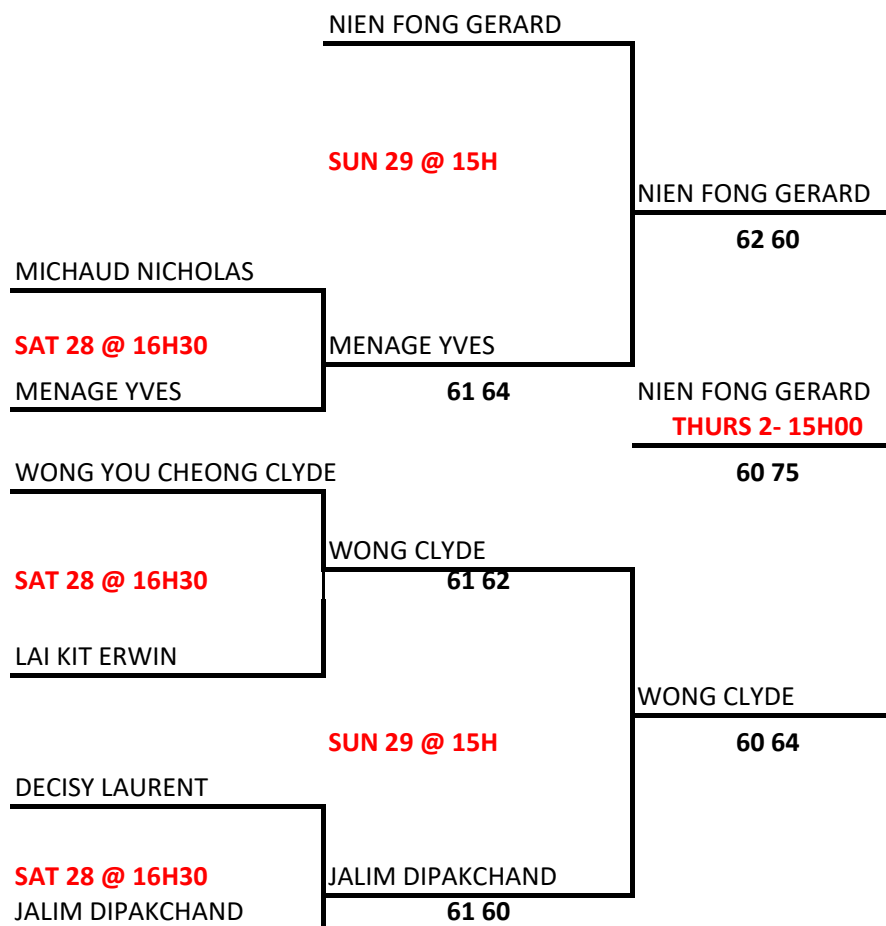 NIEN FONG GERARD
SUN 29 @ 15H
NIEN FONG GERARD
62 60
MICHAUD NICHOLAS
SAT 28 @ 16H30
MENAGE YVES
MENAGE YVES
61 64
NIEN FONG GERARD
THURS 2- 15H00
60 75
WONG YOU CHEONG CLYDE
WONG CLYDE
SAT 28 @ 16H30
61 62
LAI KIT ERWIN
WONG CLYDE
SUN 29 @ 15H
60 64
DECISY LAURENT
SAT 28 @ 16H30
JALIM DIPAKCHAND
JALIM DIPAKCHAND
61 60